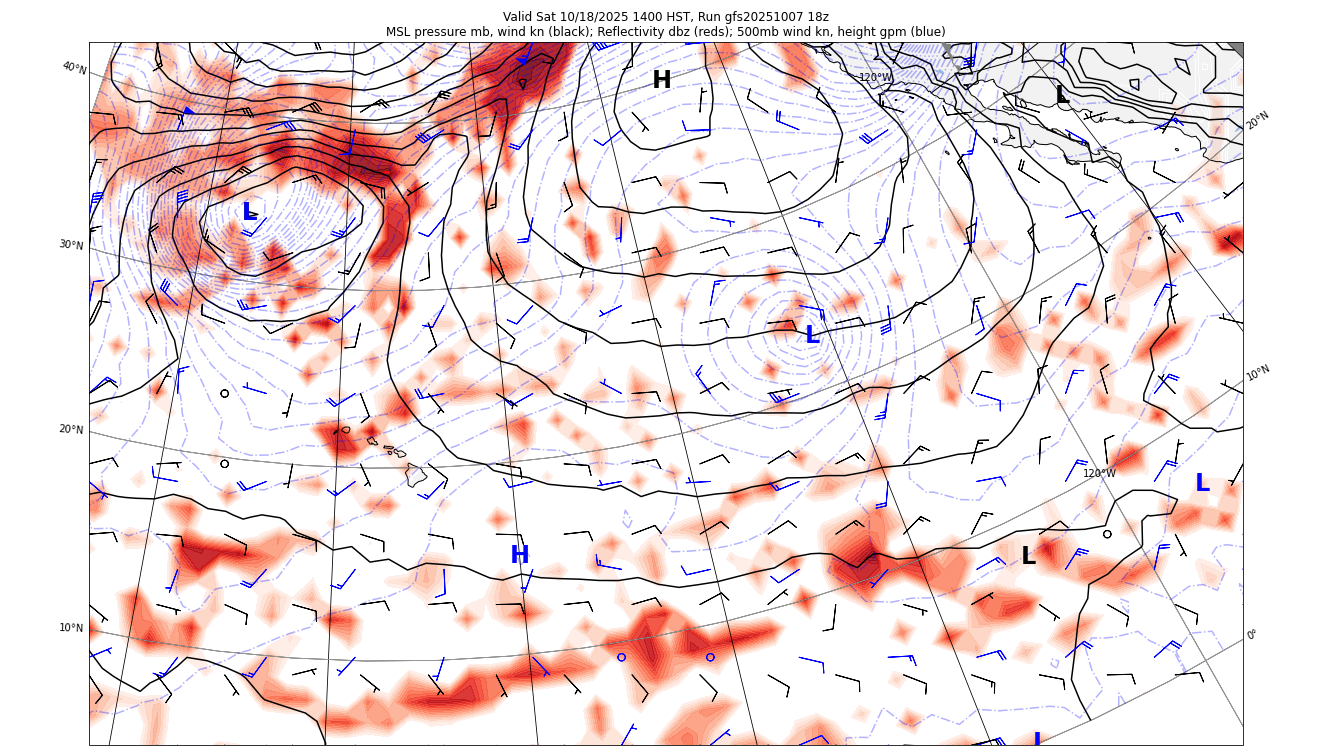 Valid Sat 10/18/2025 1400 HST, Run gfs20251007 18z
MSL pressure mb, wind kn (black); Reflectivity dbz (reds); 500mb wind kn, height gpm (blue)
40°N
H
120°W
L
20°N
L
30°N
L
10°N
20°N
120°W
L
H
L
10°N
0°
L